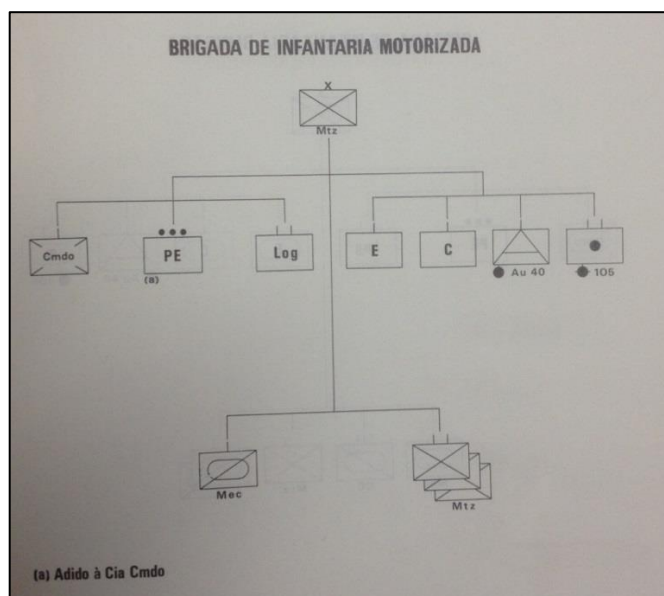 BRIGADA DE INFANTARIA MOTORIZADA
X
Mtz
Cmdo
PE
(a)
Log
E
C
Au 40
105
Mec
Mtz
(a) Adido à Cia Cmdo